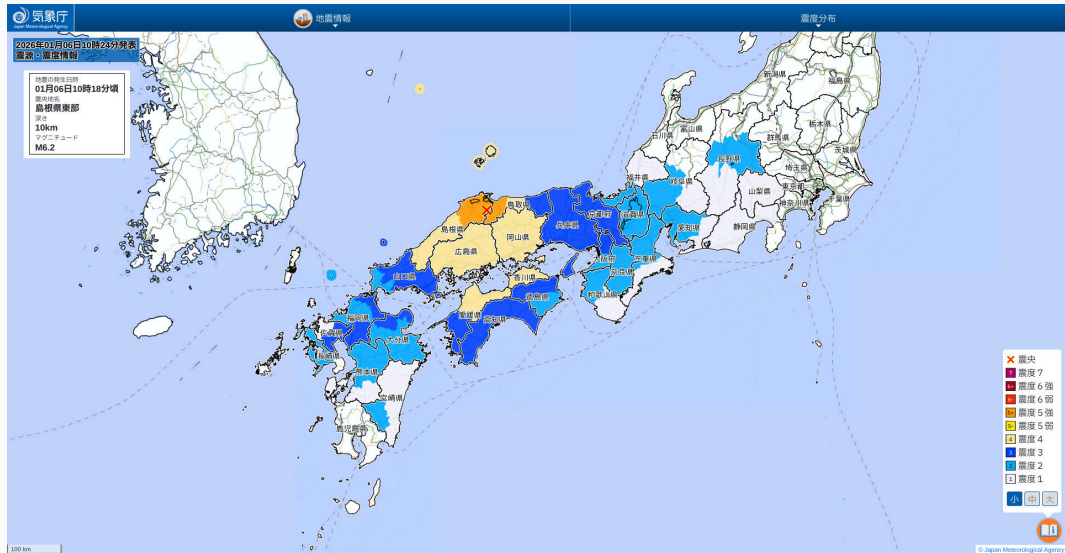 気象庁
Japan Meteorological Agency
地震情報
震度分布
2026年01月06日10時24分発表
震源・震度情報
地震の発生日時
01月06日10時18分頃
震央地名
島根県東部
深さ
10km
マグニチュード
M6.2
新潟県
福島県
石川県
富山県
栃木県
群馬県
茨城県
長野県
埼玉県
福井県
岐阜県
山梨県
東京都
神奈川県
千葉県
鳥取県
京都府
滋賀県
兵庫県
愛知県
静岡県
島根県
岡山県
広島県
大阪府
三重県
奈良県
山口県
香川県
和歌山県
徳島県
愛媛県
高知県
福岡県
佐賀県
大分県
長崎県
熊本県
宮崎県
鹿児島県
震央
7 震度7
6+ 震度6強
6- 震度6弱
5+ 震度5強
5- 震度5弱
4 震度4
3 震度3
2 震度2
1 震度1
小 中 大
100 km
© Japan Meteorological Agency